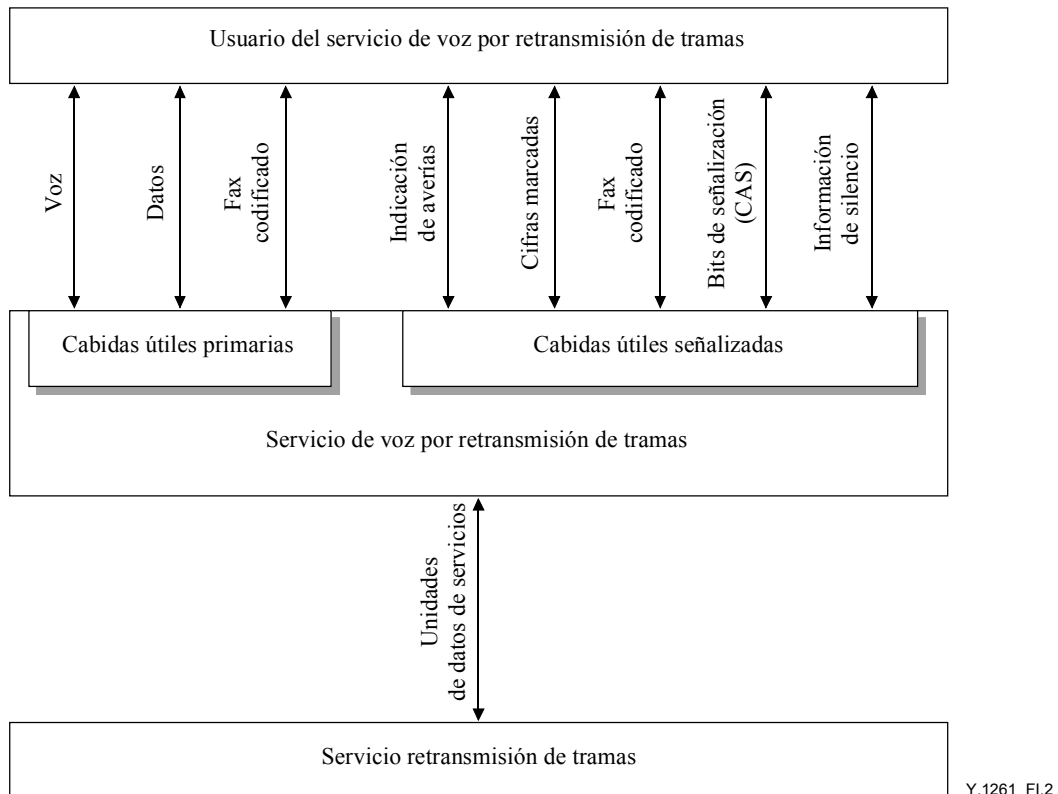 Usuario del servicio de voz por retransmisión de tramas
Voz
Datos
Fax
codificado
Indicación
de averías
Cifras marcadas
Fax
codificado
Bits de señalización
(CAS)
Información
de silencio
Cabidas útiles primarias
Cabidas útiles señalizadas
Servicio de voz por retransmisión de tramas
Unidades
de datos de servicios
Servicio retransmisión de tramas
Y.1261_FI.2